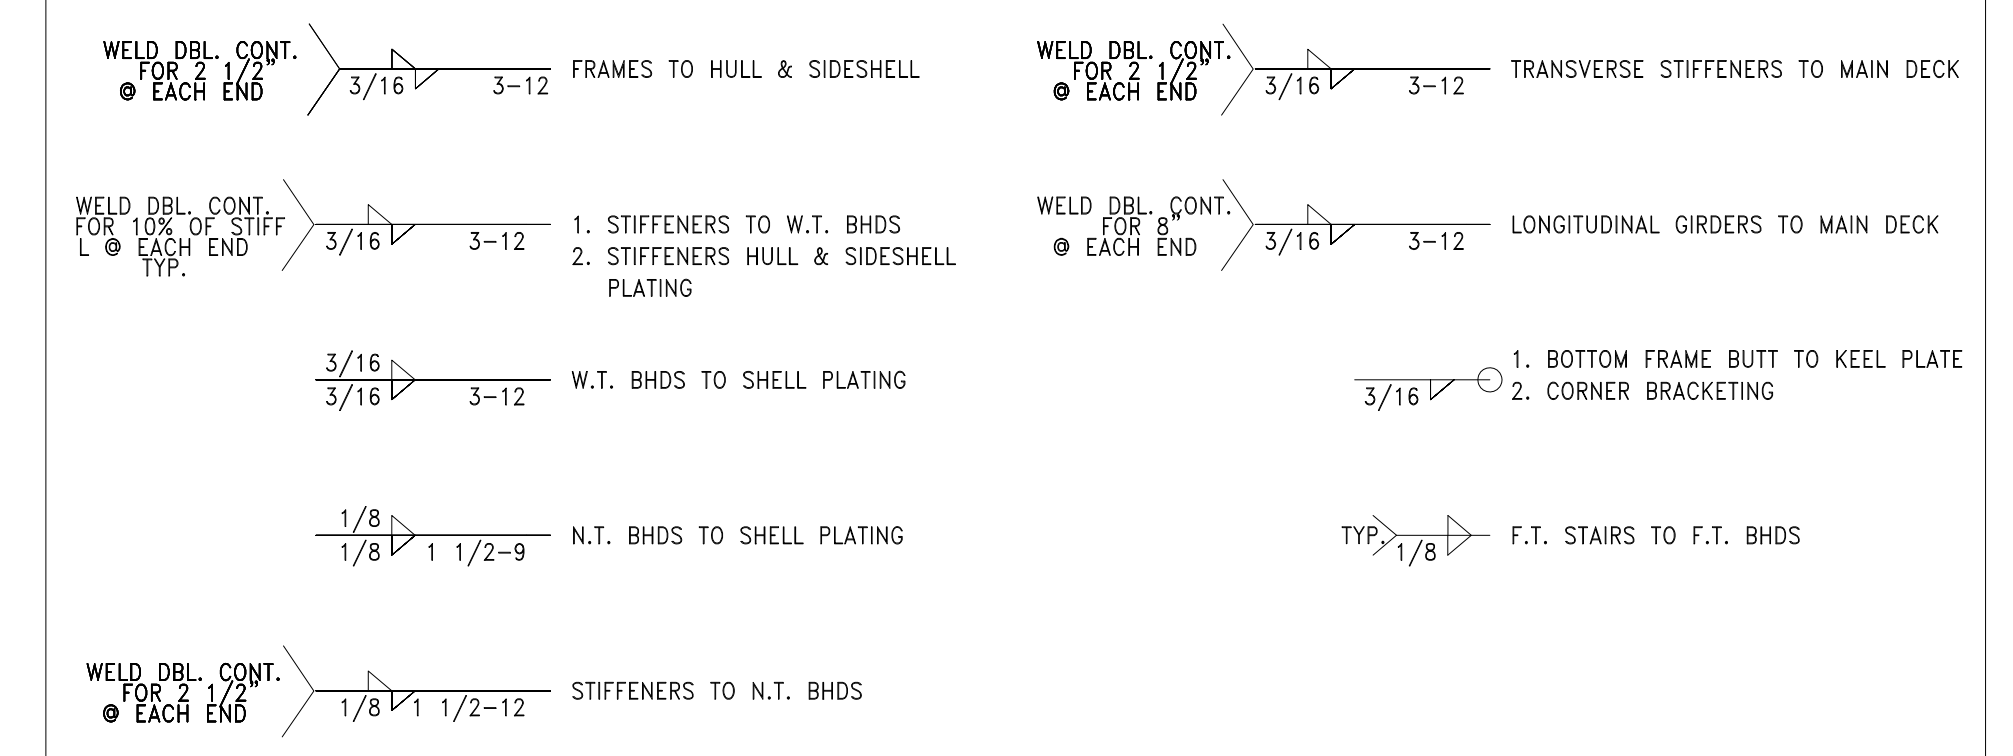 WELD DBL. CONT.
FOR 2 1/2”
@ EACH END
3/16
3-12
FRAMES TO HULL & SIDESHELL
WELD DBL. CONT.
FOR 10% OF STIFF
L @ EACH END
TYP.
3/16
3-12
1. STIFFENERS TO W.T. BHDS
2. STIFFENERS HULL & SIDESHELL
PLATING
3/16
3/16
3-12
W.T. BHDS TO SHELL PLATING
1/8
1/8
1 1/2-9
N.T. BHDS TO SHELL PLATING
WELD DBL. CONT.
FOR 2 1/2”
@ EACH END
1/8
1 1/2-12
STIFFENERS TO N.T. BHDS
WELD DBL. CONT.
FOR 2 1/2”
@ EACH END
3/16
3-12
TRANSVERSE STIFFENERS TO MAIN DECK
WELD DBL. CONT.
FOR 8”
@ EACH END
3/16
3-12
LONGITUDINAL GIRDERS TO MAIN DECK
3/16
1. BOTTOM FRAME BUTT TO KEEL PLATE
2. CORNER BRACKETING
TYP.
1/8
F.T. STAIRS TO F.T. BHDS